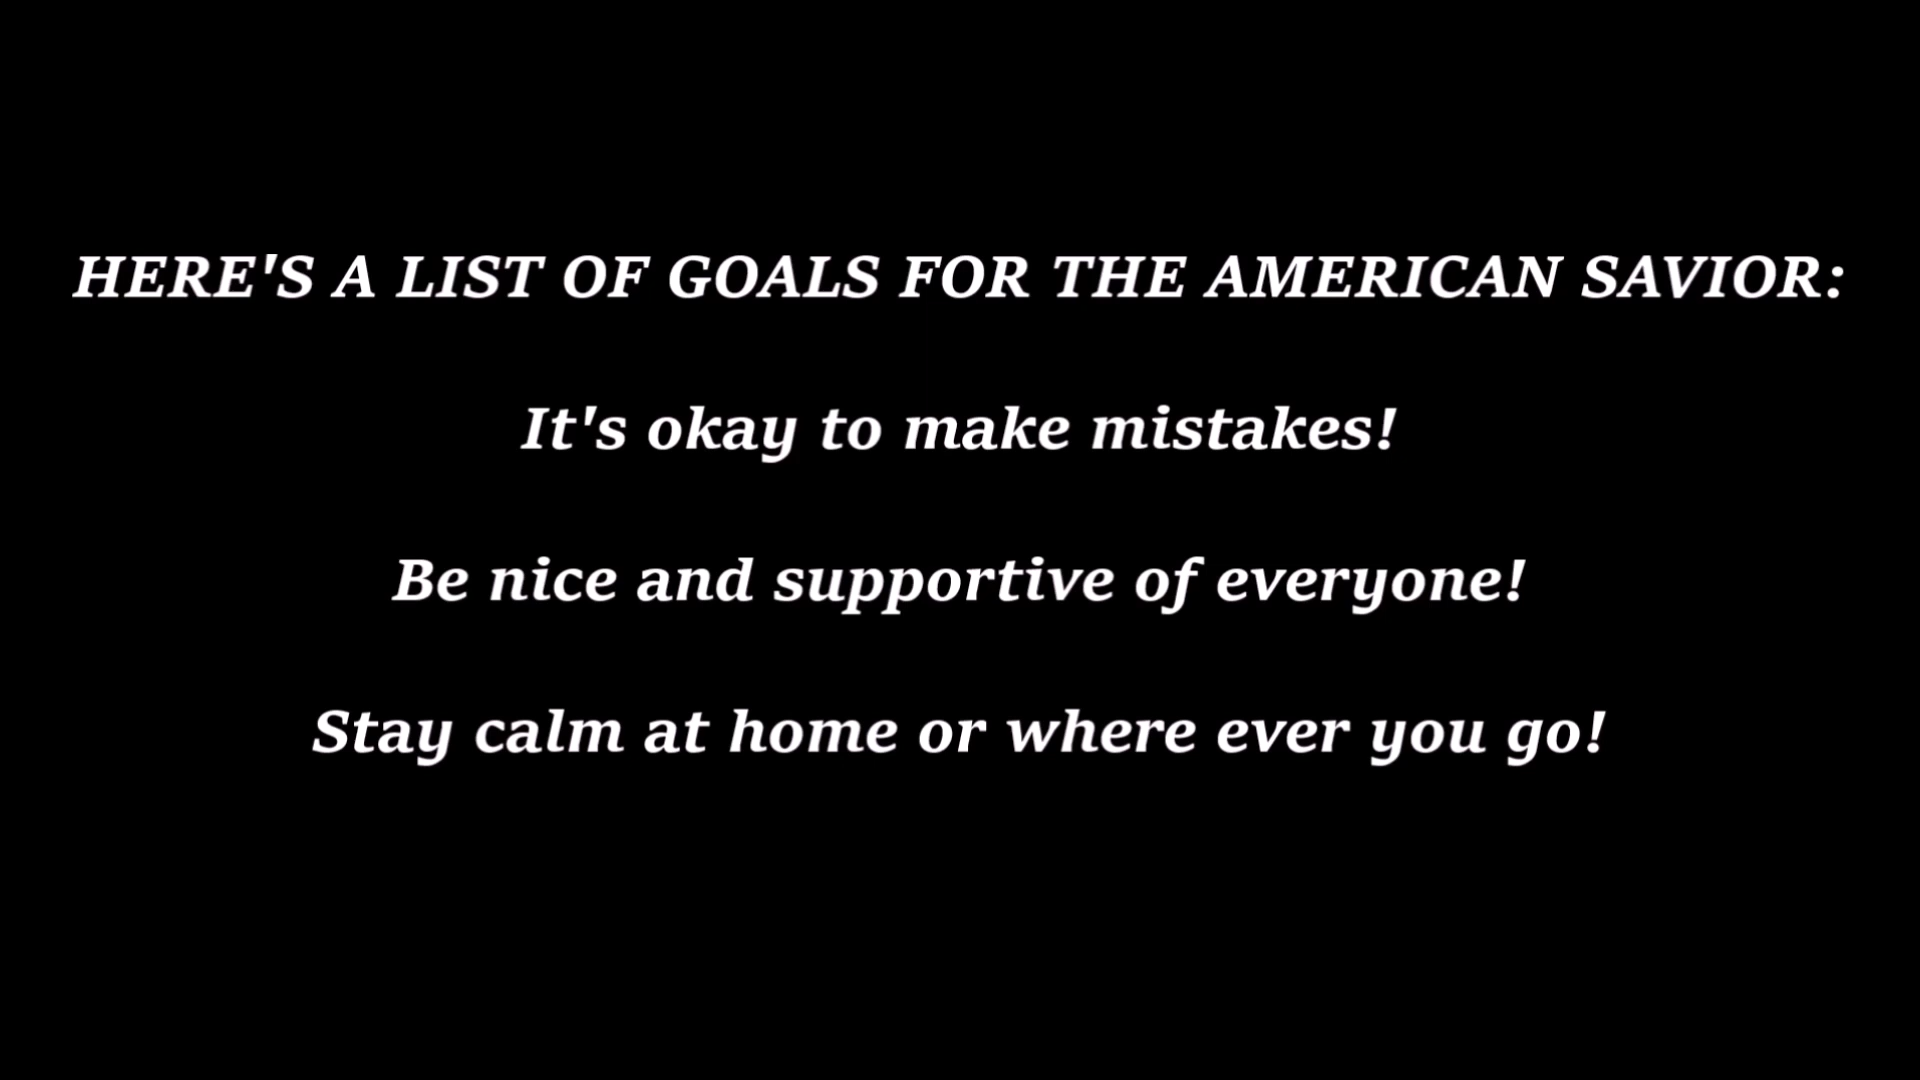 HERE'S A LIST OF GOALS FOR THE AMERICAN SAVIOR:
It's okay to make mistakes!
Be nice and supportive of everyone!
Stay calm at home or where ever you go!